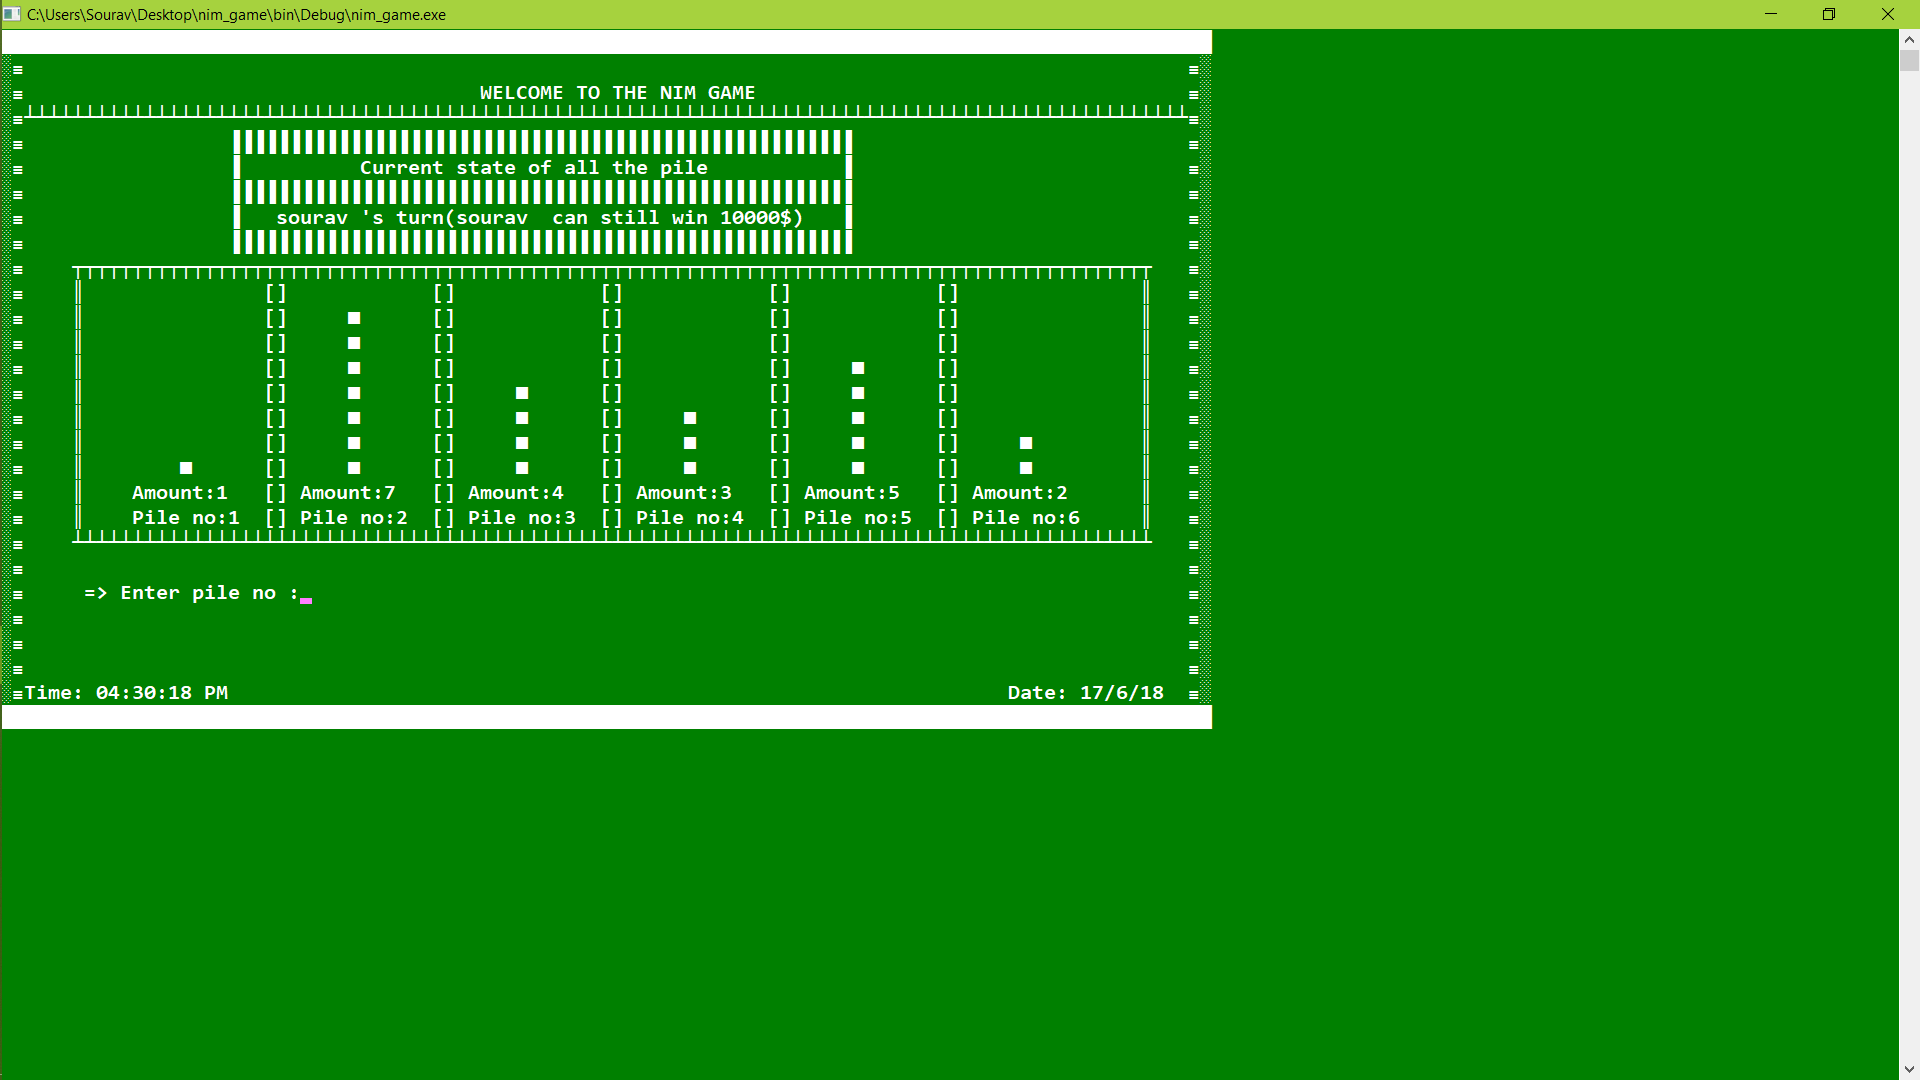 C:\Users\Sourav\Desktop\nim_game\bin\Debug\nim_game.exe
WELCOME TO THE NIM GAME
Current state of all the pile
sourav 's turn(sourav  can still win 10000$)
[] [] [] [] []
[] [] [] [] []
[] [] [] [] []
[] [] [] [] []
[] [] [] [] []
[] [] [] [] []
[] [] [] [] []
[] [] [] [] []
Amount:1 [] Amount:7 [] Amount:4 [] Amount:3 [] Amount:5 [] Amount:2
Pile no:1 [] Pile no:2 [] Pile no:3 [] Pile no:4 [] Pile no:5 [] Pile no:6
=> Enter pile no :
Time: 04:30:18 PM Date: 17/6/18